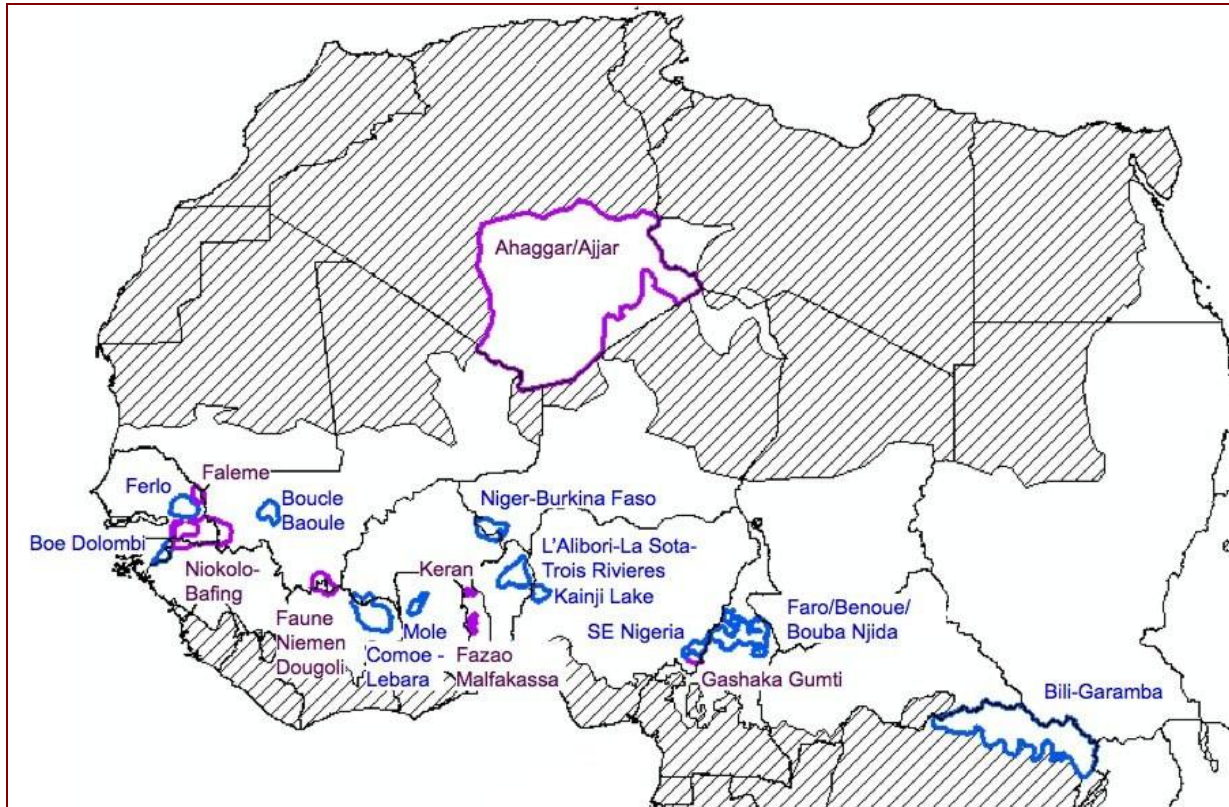 Ahaggar/Ajjar
Faleme
Ferlo
Boucle
Baoule
Niger-Burkina Faso
Boe Dolombi
L'Alibori-La Sota-
Trois Rivieres
Kainji Lake
Niokolo-
Bafing
Keran
Faune
Niemen
Dougoli
Mole
Comoe -
Lebara
Fazao
Malfakassa
SE Nigeria
Faro/Benoue/
Bouba Njida
Gashaka Gumti
Bili-Garamba